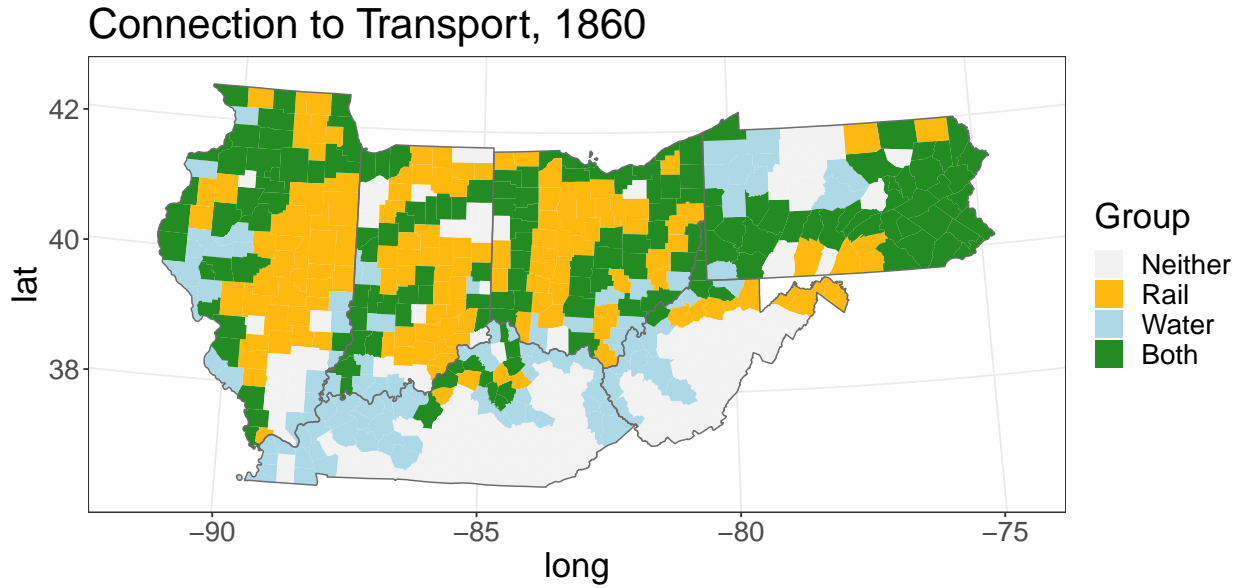 Connection to Transport, 1860
42
40
38
lat
−90
−85
−80
−75
long
Group
Neither
Rail
Water
Both